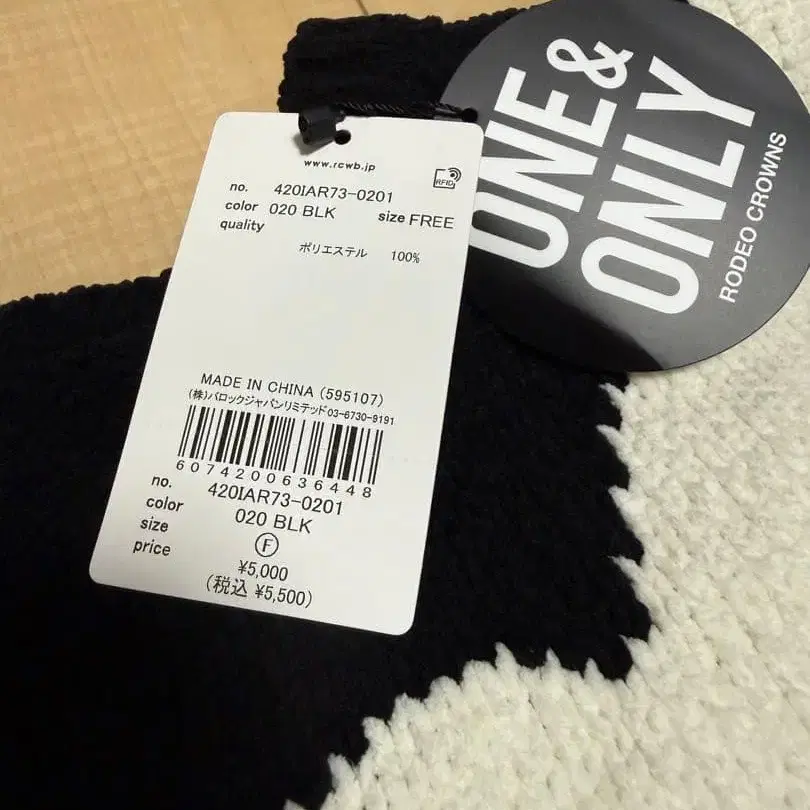 www.rcwb.jp
RFID
no. 420IAR73-0201
color 020 BLK size FREE
quality
ポリエステル 100%
MADE IN CHINA (595107)
(株)バロックジャパンリミテッド03-6730-9191
6074200636448
no. 420IAR73-0201
color 020 BLK
size F
price ¥5,000
(税込 ¥5,500)
ONE &
ONLY
RODEO CROWNS